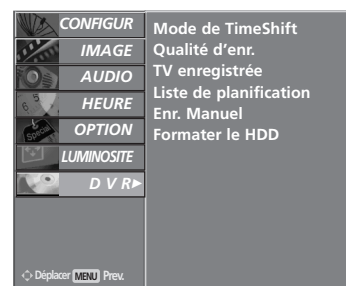 CONFIGUR
IMAGE
AUDIO
HEURE
OPTION
LUMINOSITE
D V R
Mode de TimeShift
Qualité d'enr.
TV enregistrée
Liste de planification
Enr. Manuel
Formater le HDD
Déplacer MENU Prev.